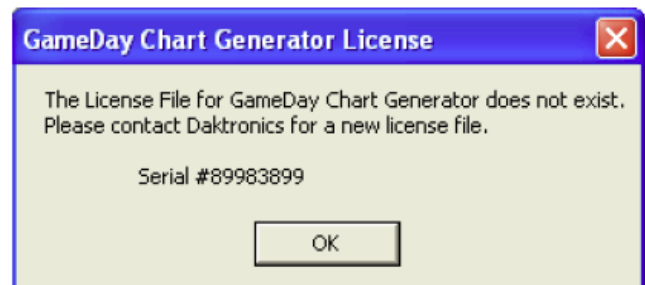 GameDay Chart Generator License
The License File for GameDay Chart Generator does not exist.
Please contact Daktronics for a new license file.
Serial #89983899
OK